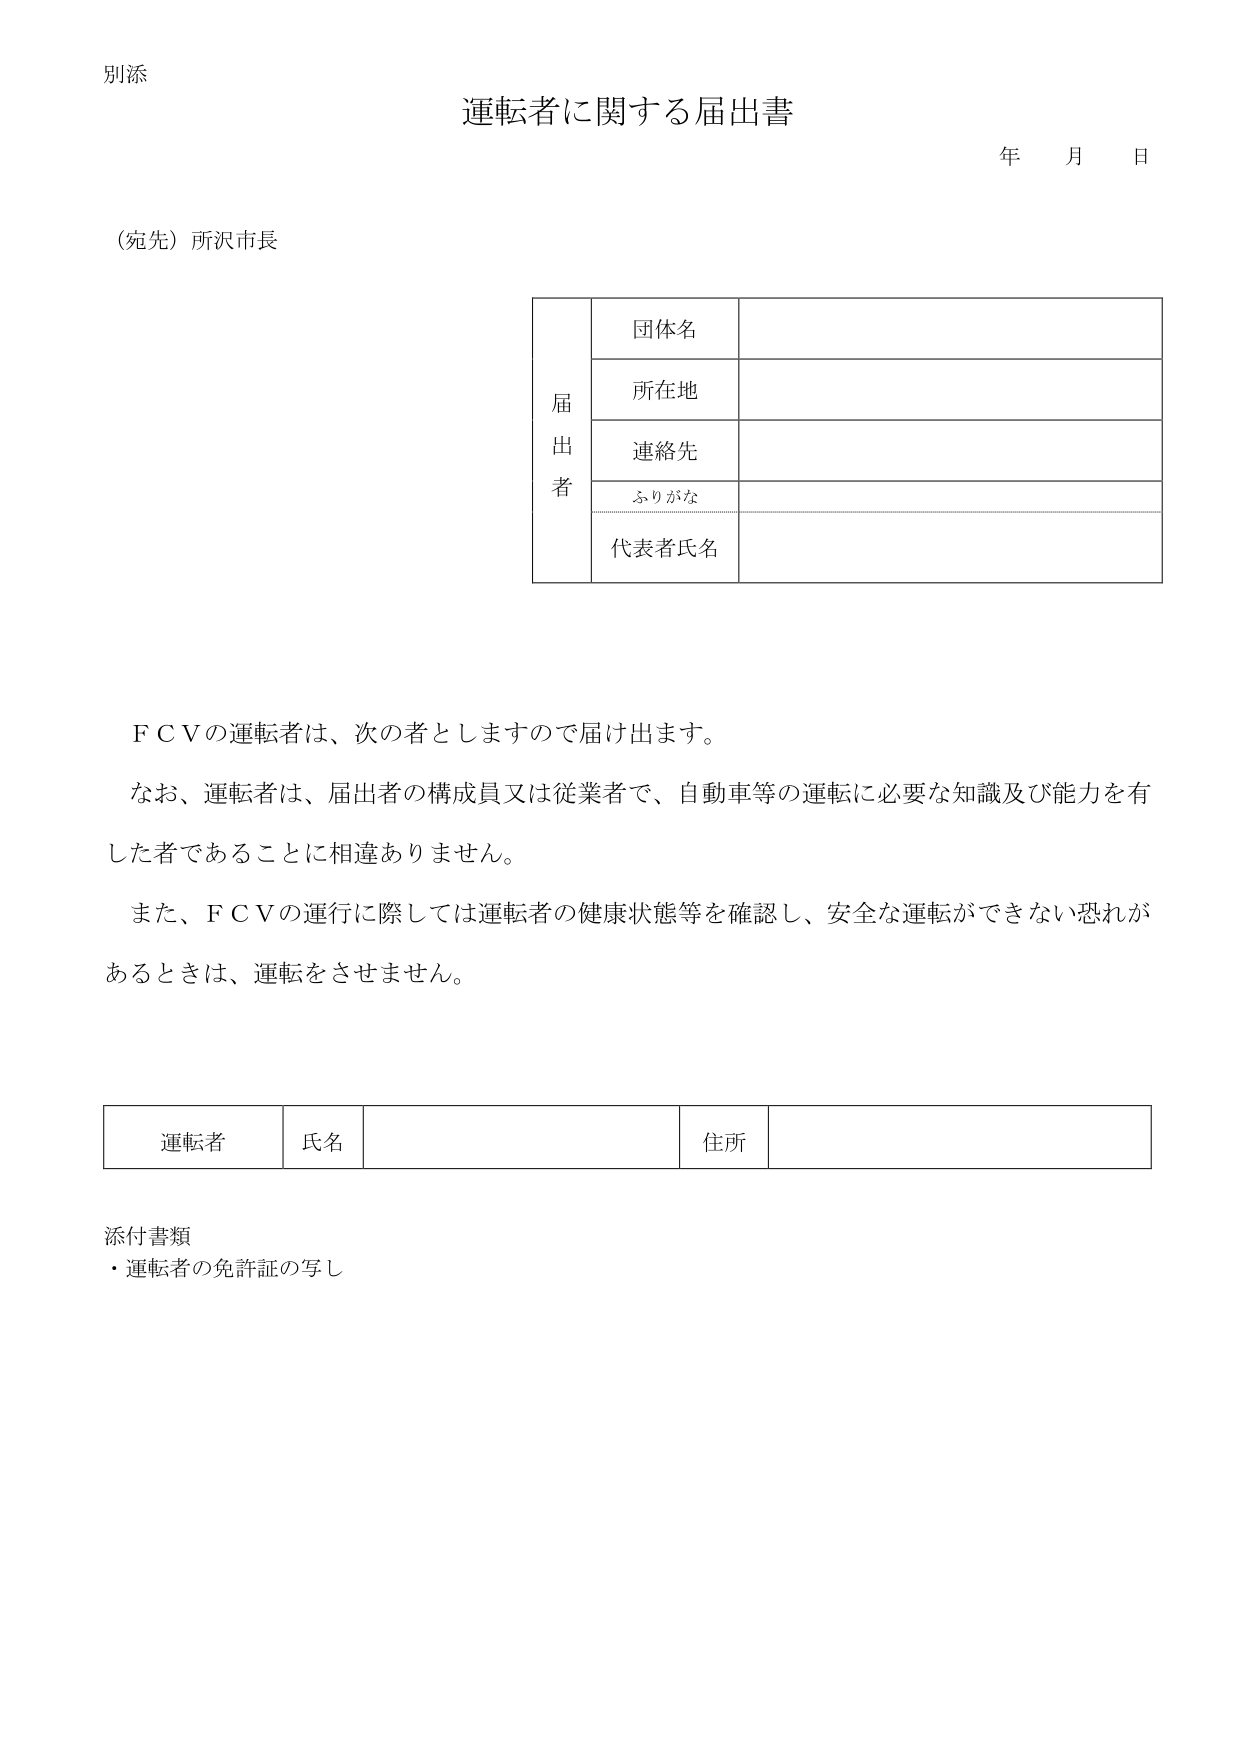 別添
運転者に関する届出書
年　　月　　日
（宛先）所沢市長
届出者
団体名
所在地
連絡先
ふりがな
代表者氏名
ＦＣＶの運転者は、次の者としますので届け出ます。
なお、運転者は、届出者の構成員又は従業者で、自動車等の運転に必要な知識及び能力を有
した者であることに相違ありません。
また、ＦＣＶの運行に際しては運転者の健康状態等を確認し、安全な運転ができない恐れが
あるときは、運転をさせません。
運転者　氏名　住所
添付書類
・運転者の免許証の写し